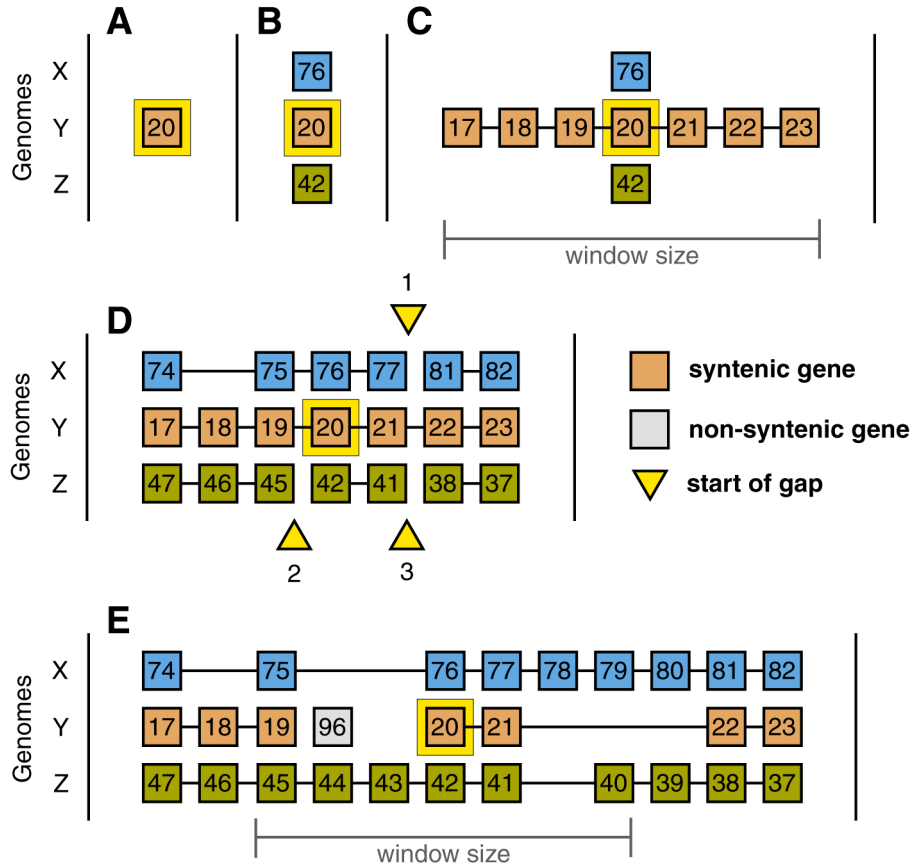 A B C
Genomes
X 76 76
Y 20 20 17 18 19 20 21 22 23
Z 42 42
window size
1
D
Genomes
X 74 75 76 77 81 82
Y 17 18 19 20 21 22 23
Z 47 46 45 42 41 38 37
2 3
syntenic gene
non-syntenic gene
start of gap
E
Genomes
X 74 75 76 77 78 79 80 81 82
Y 17 18 19 96 20 21 22 23
Z 47 46 45 44 43 42 41 40 39 38 37
window size